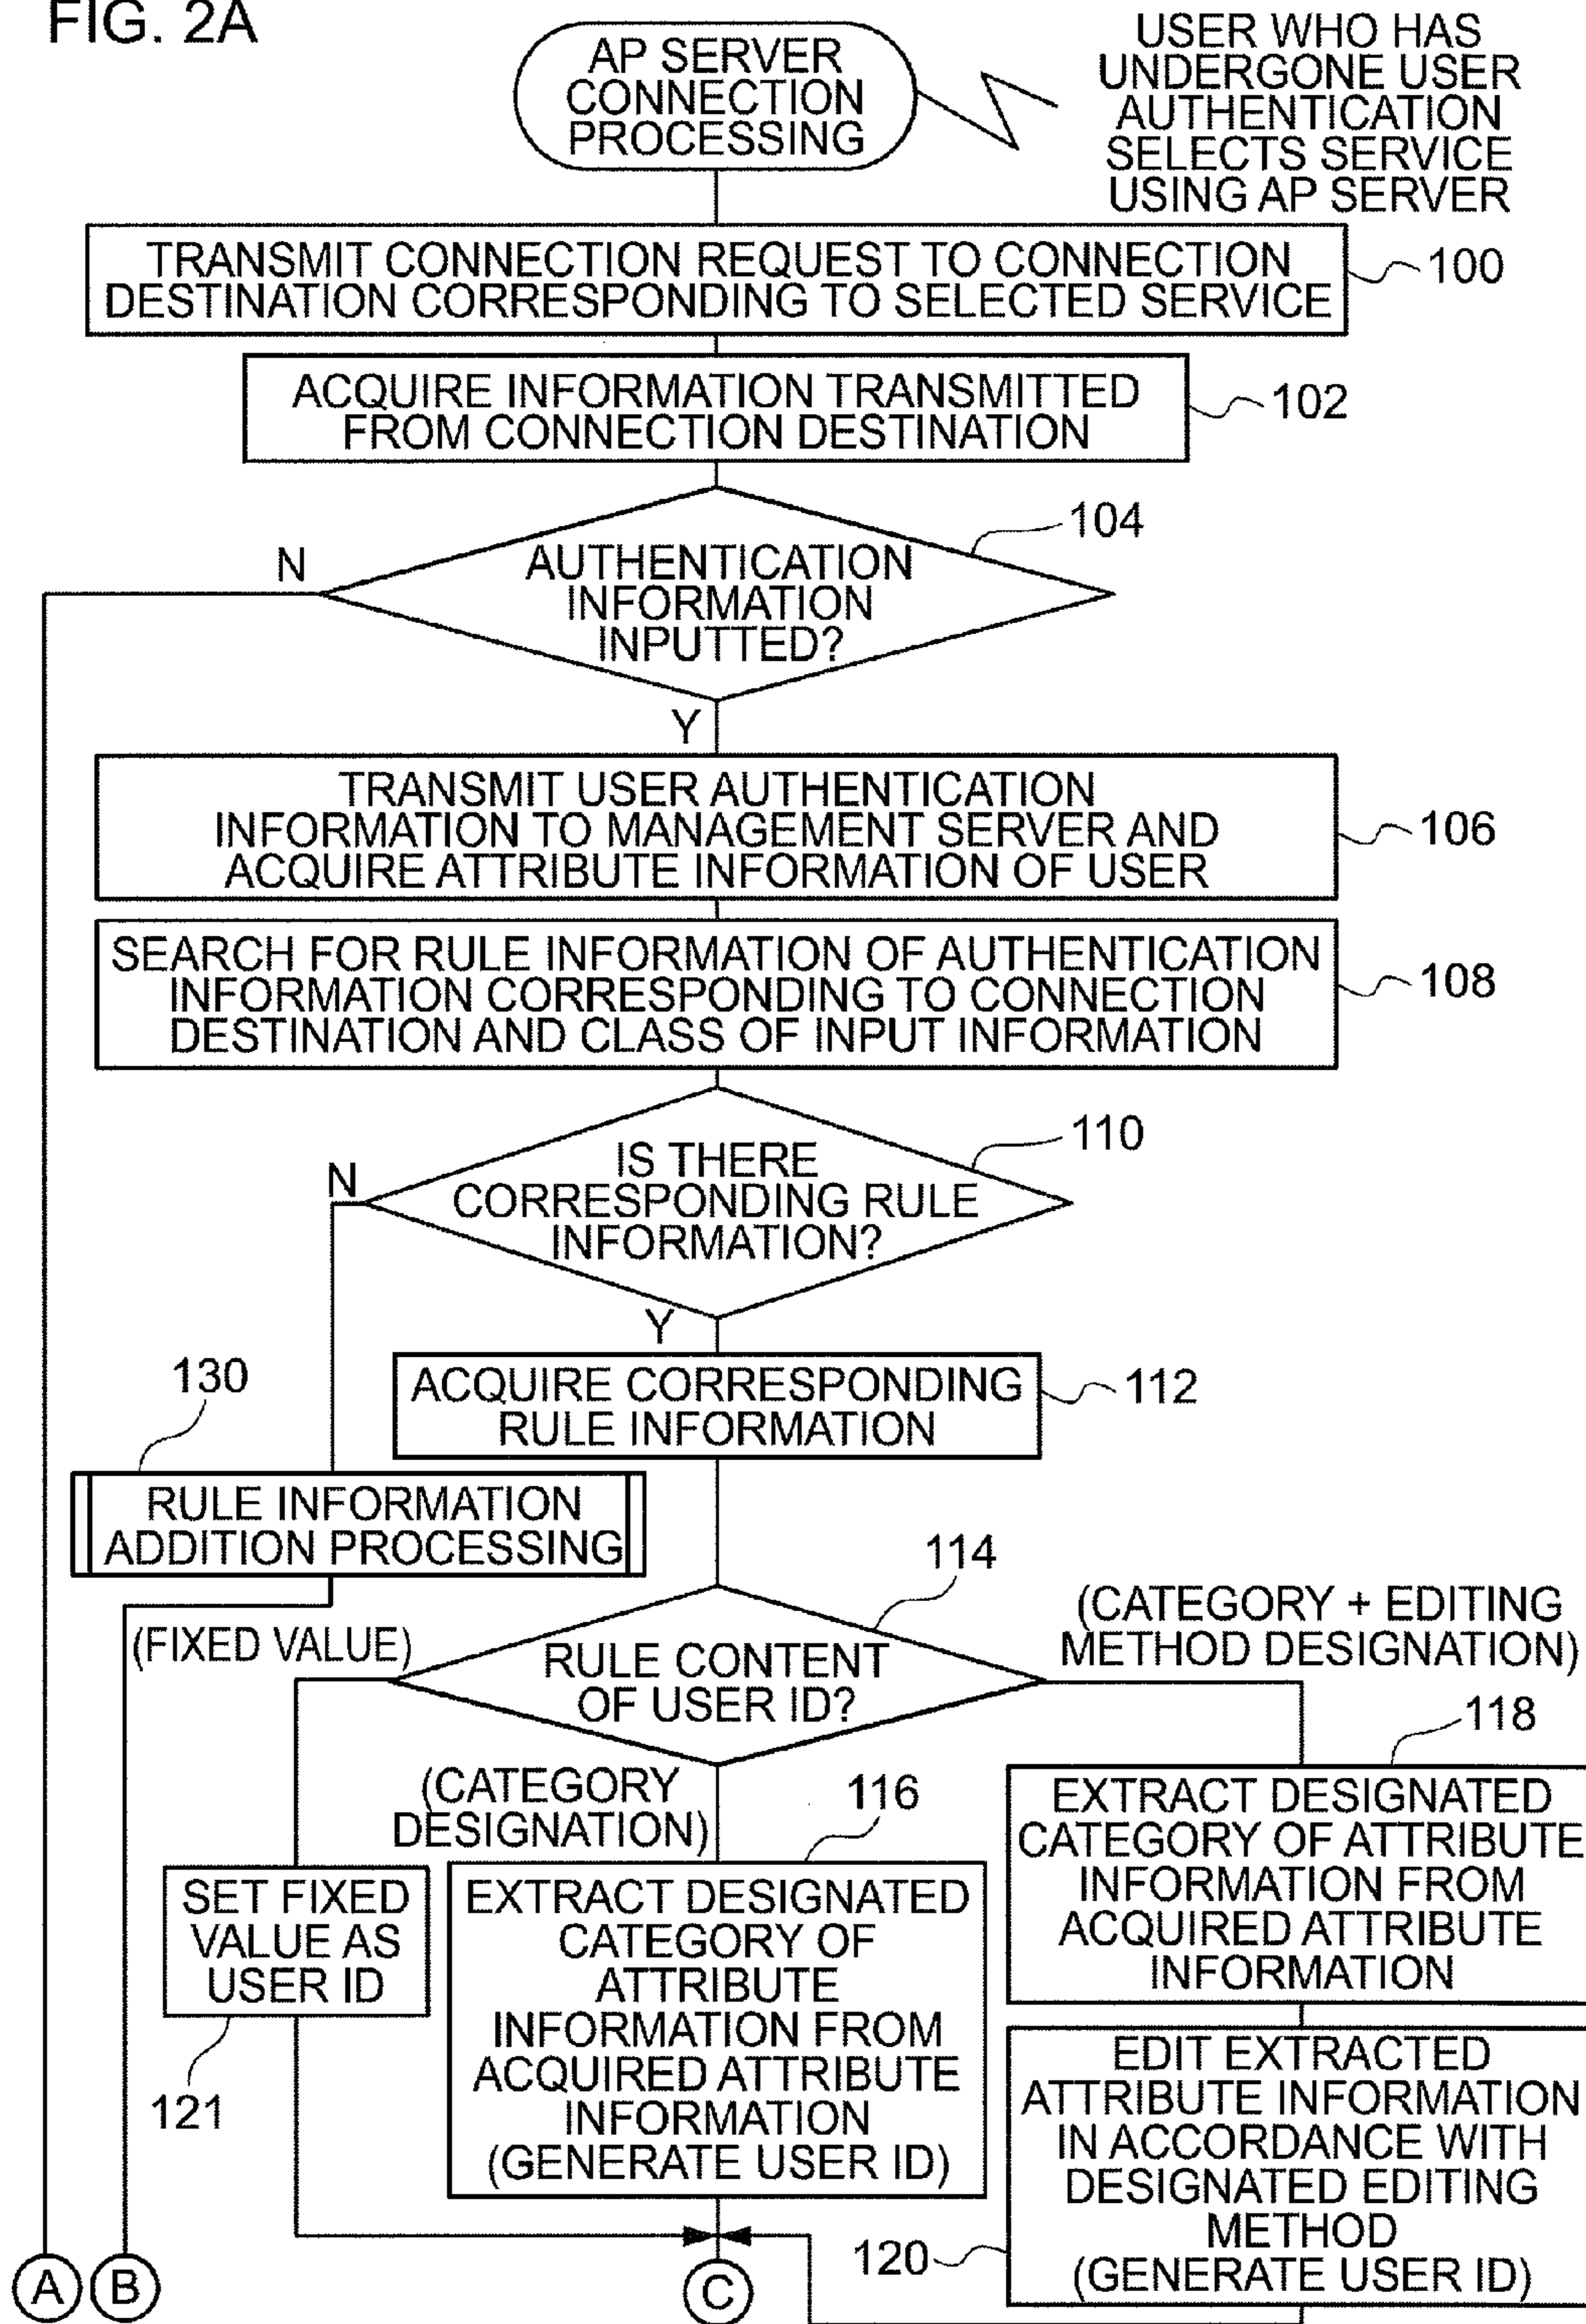 FIG. 2A
AP SERVER
CONNECTION
PROCESSING
USER WHO HAS
UNDERGONE USER
AUTHENTICATION
SELECTS SERVICE
USING AP SERVER
TRANSMIT CONNECTION REQUEST TO CONNECTION
DESTINATION CORRESPONDING TO SELECTED SERVICE
100
ACQUIRE INFORMATION TRANSMITTED
FROM CONNECTION DESTINATION
102
104
N
AUTHENTICATION
INFORMATION
INPUTTED?
Y
TRANSMIT USER AUTHENTICATION
INFORMATION TO MANAGEMENT SERVER AND
ACQUIRE ATTRIBUTE INFORMATION OF USER
106
SEARCH FOR RULE INFORMATION OF AUTHENTICATION
INFORMATION CORRESPONDING TO CONNECTION
DESTINATION AND CLASS OF INPUT INFORMATION
108
110
N
IS THERE
CORRESPONDING RULE
INFORMATION?
Y
130
ACQUIRE CORRESPONDING
RULE INFORMATION
112
RULE INFORMATION
ADDITION PROCESSING
114
(FIXED VALUE)
RULE CONTENT
OF USER ID?
(CATEGORY + EDITING
METHOD DESIGNATION)
118
(CATEGORY
DESIGNATION)
116
SET FIXED
VALUE AS
USER ID
121
EXTRACT DESIGNATED
CATEGORY OF
ATTRIBUTE
INFORMATION FROM
ACQUIRED ATTRIBUTE
INFORMATION
(GENERATE USER ID)
EXTRACT DESIGNATED
CATEGORY OF ATTRIBUTE
INFORMATION FROM
ACQUIRED ATTRIBUTE
INFORMATION
EDIT EXTRACTED
ATTRIBUTE INFORMATION
IN ACCORDANCE WITH
DESIGNATED EDITING
METHOD
(GENERATE USER ID)
120
A
B
C